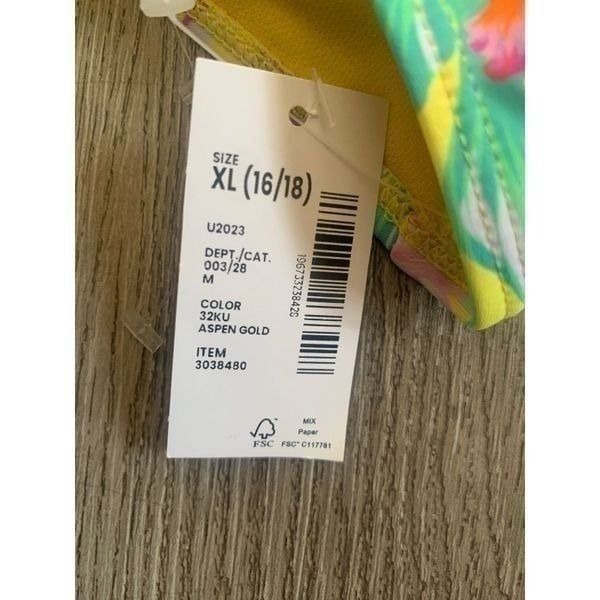 SIZE
XL (16/18)
U2023
DEPT./CAT.
003/28
M
COLOR
32KU
ASPEN GOLD
ITEM
3038480
196733238428
FSC
MIX
Paper
FSC® C117781